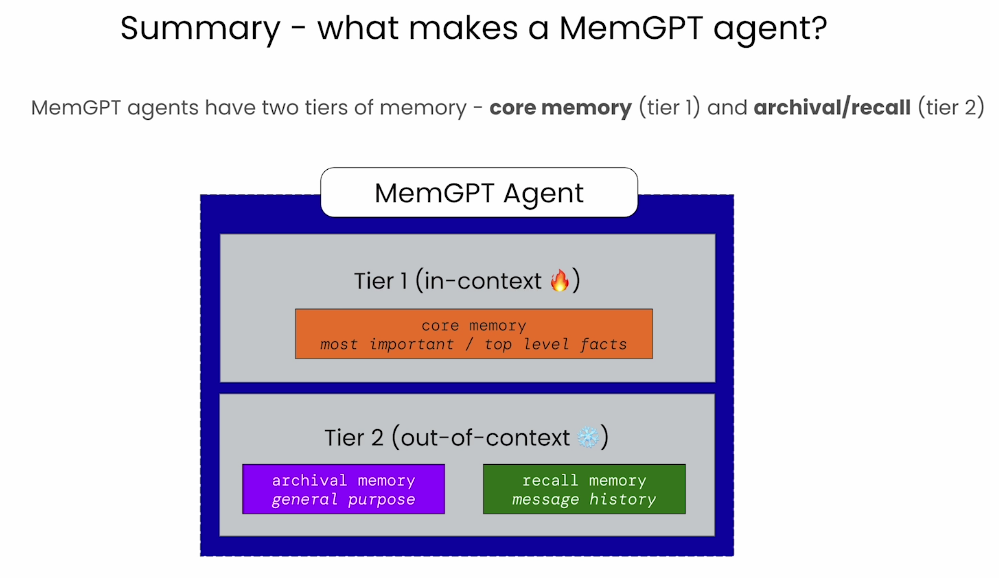 Summary - what makes a MemGPT agent?
MemGPT agents have two tiers of memory - core memory (tier 1) and archival/recall (tier 2)
MemGPT Agent
Tier 1 (in-context 🔥)
core memory
most important / top level facts
Tier 2 (out-of-context ❄️)
archival memory
general purpose
recall memory
message history